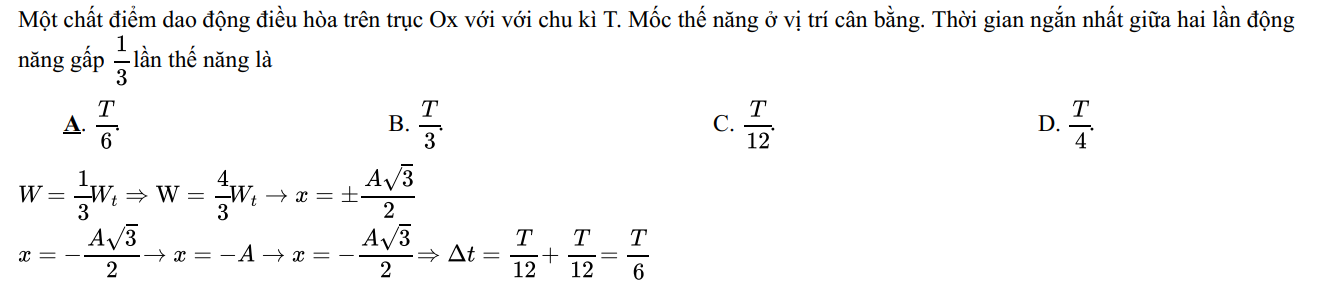 Một chất điểm dao động điều hòa trên trục Ox với với chu kì T. Mốc thế năng ở vị trí cân bằng. Thời gian ngắn nhất giữa hai lần động
năng gấp $\frac{1}{3}$ lần thế năng là
A. $\frac{T}{6}$. B. $\frac{T}{3}$. C. $\frac{T}{12}$. D. $\frac{T}{4}$.
$W = \frac{1}{3}W_t \Rightarrow \mathrm{W} = \frac{4}{3}W_t \rightarrow x = \pm\frac{A\sqrt{3}}{2}$
$x = -\frac{A\sqrt{3}}{2} \rightarrow x = -A \rightarrow x = -\frac{A\sqrt{3}}{2} \Rightarrow \Delta t = \frac{T}{12} + \frac{T}{12} = \frac{T}{6}$